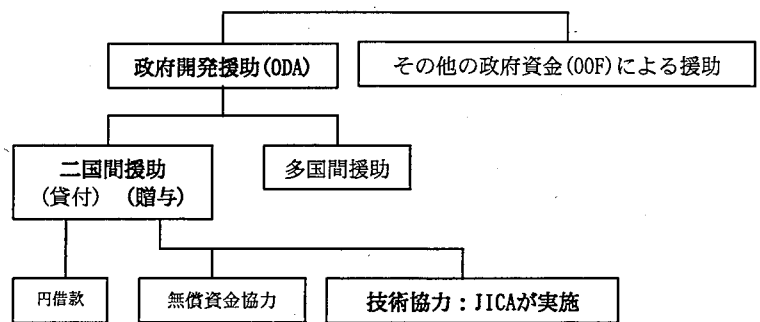 政府開発援助(ODA)
その他の政府資金(OOF)による援助
二国間援助
(貸付) (贈与)
多国間援助
円借款
無償資金協力
技術協力：JICAが実施